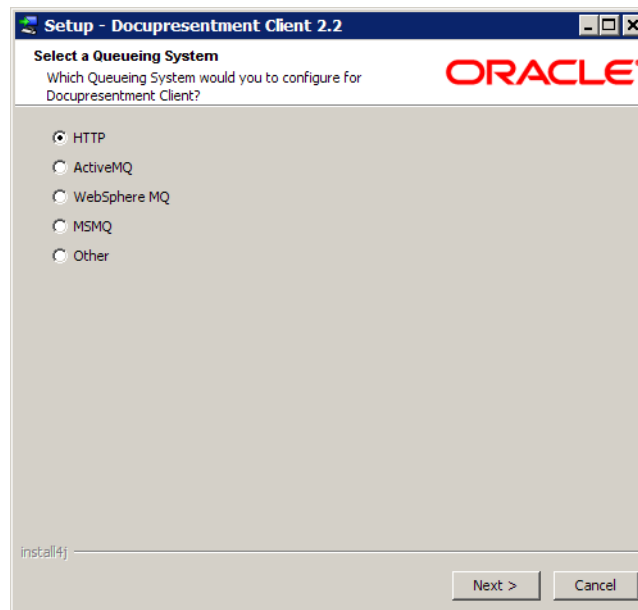 Setup - Docupresentment Client 2.2
Select a Queueing System
Which Queueing System would you to configure for
Docupresentment Client?
ORACLE
HTTP
ActiveMQ
WebSphere MQ
MSMQ
Other
install4j
Next >
Cancel